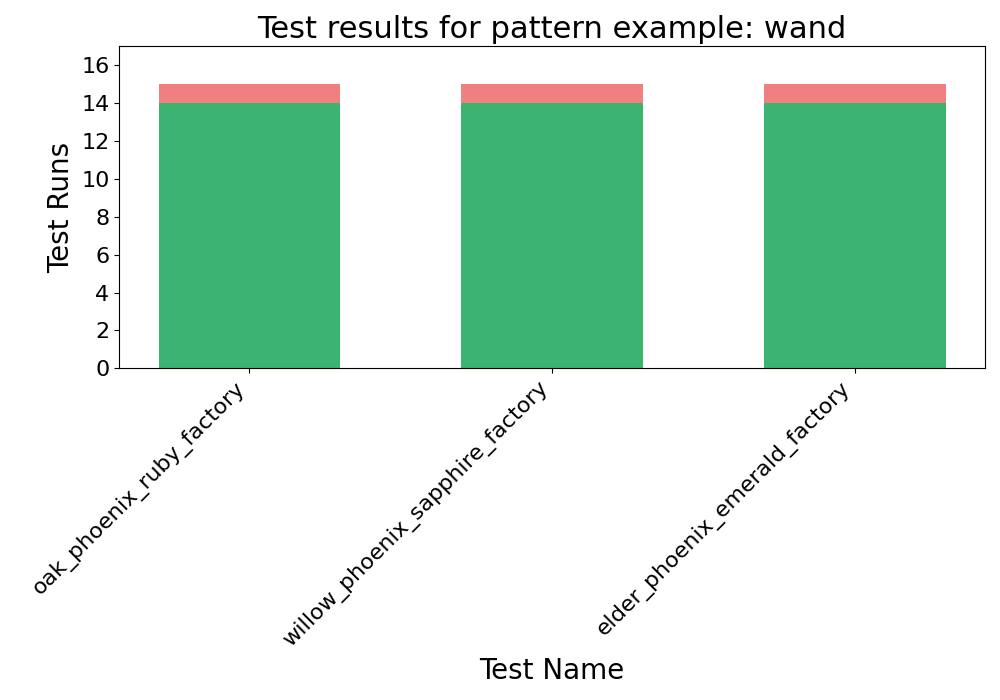 Test results for pattern example: wand
16
14
12
10
8
6
4
2
0
Test Runs
oak_phoenix_ruby_factory
willow_phoenix_sapphire_factory
elder_phoenix_emerald_factory
Test Name